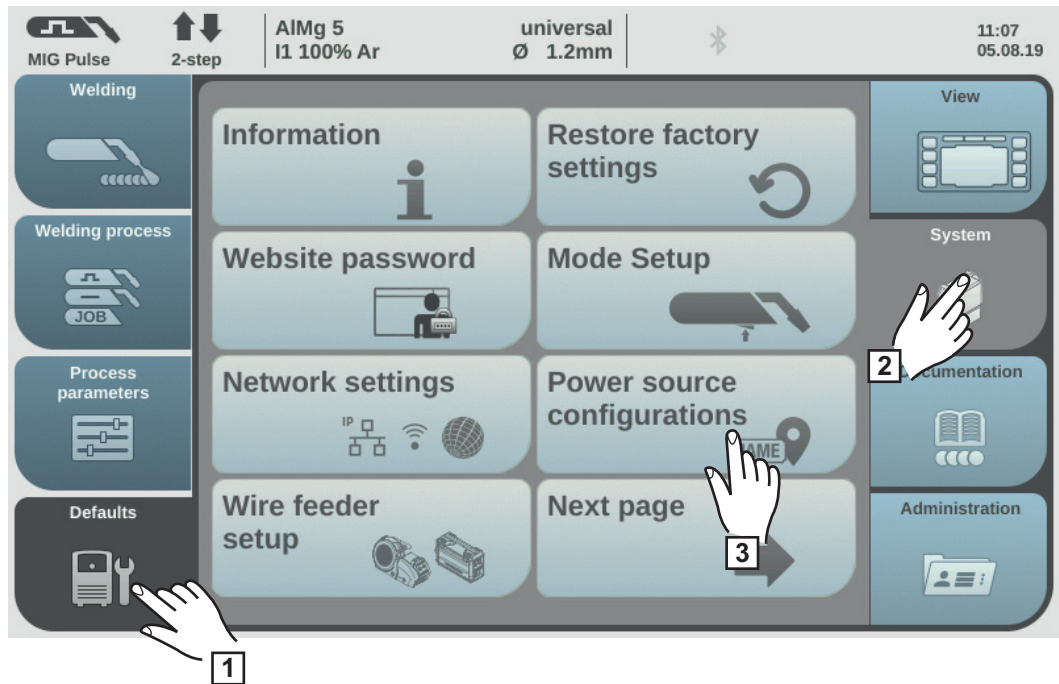 MIG Pulse
2-step
AlMg 5
I1 100% Ar
universal
Ø 1.2mm
11:07
05.08.19
Welding
Welding process
JOB
Process
parameters
Defaults
Information
Restore factory
settings
Website password
Mode Setup
Network settings
IP
Power source
configurations
Wire feeder
setup
Next page
View
System
Administration
1
2
3